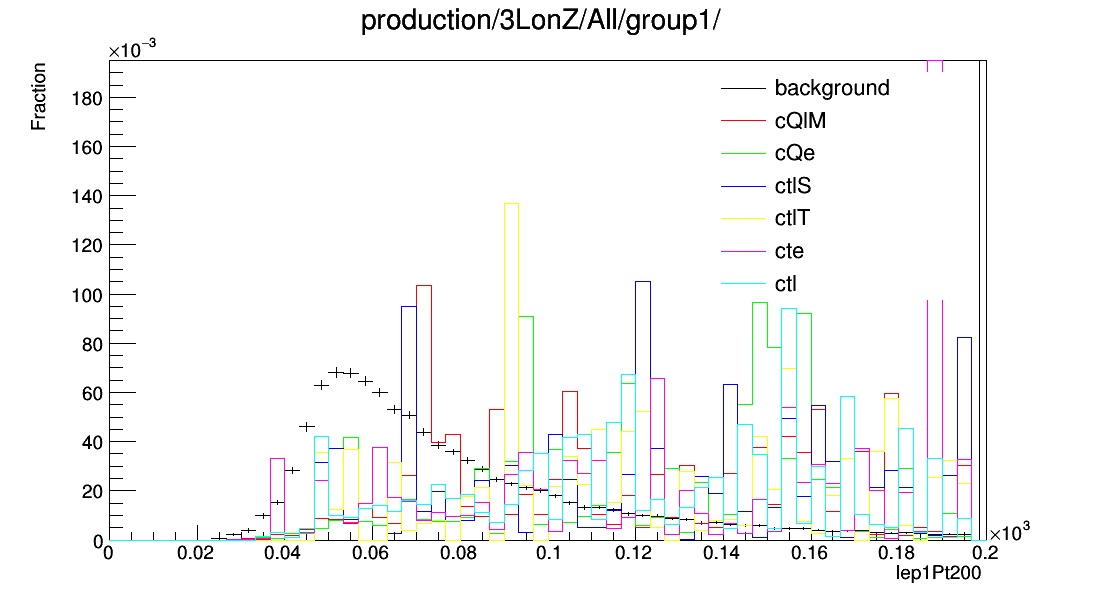 production/3LonZ/All/group1/
×10⁻³
Fraction
180
160
140
120
100
80
60
40
20
0
background
cQlM
cQe
ctlS
ctlT
cte
ctl
0 0.02 0.04 0.06 0.08 0.1 0.12 0.14 0.16 0.18 0.2
×10³
lep1Pt200